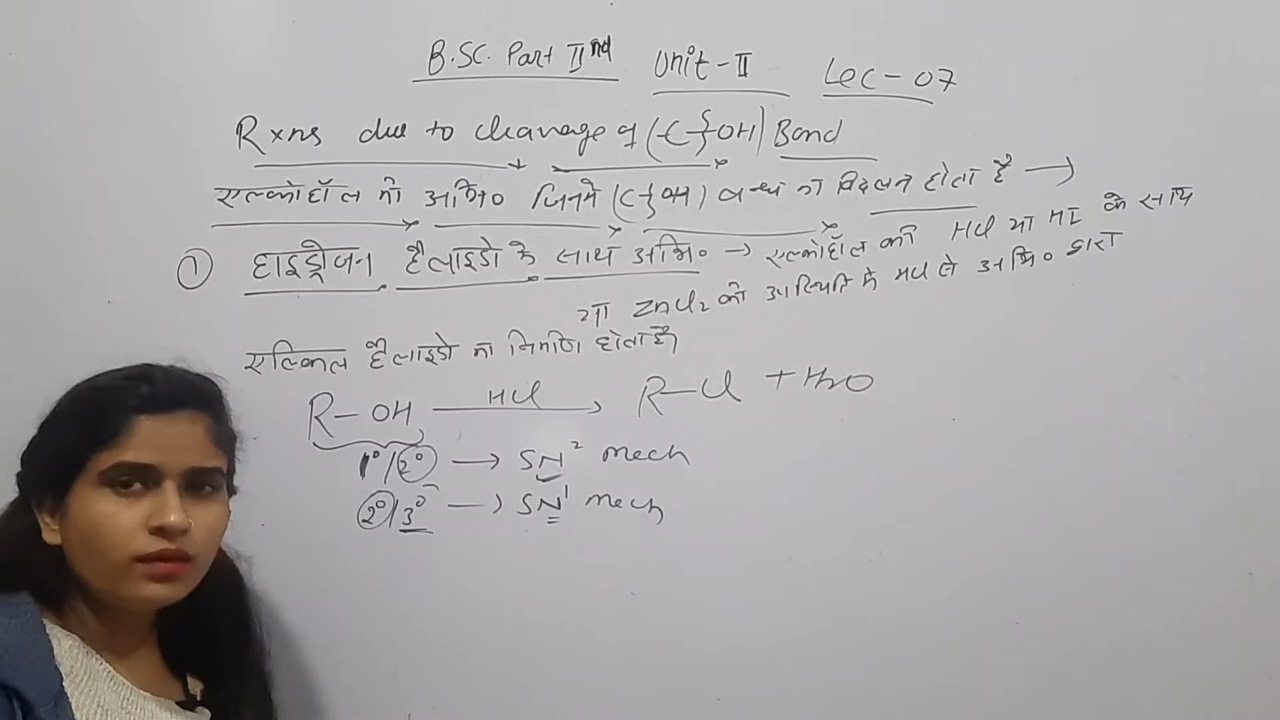 B.SC. Part IInd Unit-II Lec-07
Rxns due to cleavage of (-C-}OH) Bond
एल्कोहॉल की अभि० जिनमे (C-}OH) बन्ध का विदलन होता है →
① हाइड्रोजन हैलाइडो के साथ अभि० → एल्कोहॉल की HCl या HI के साथ
या ZnCl₂ की उपस्थिति मे HCl से अभि० द्वारा
एल्किल हैलाइडो का निर्माण होता है।
R-OH HCl → R-Cl + H₂O
1°/2° → SN² mech
2°/3° → SN¹ mech